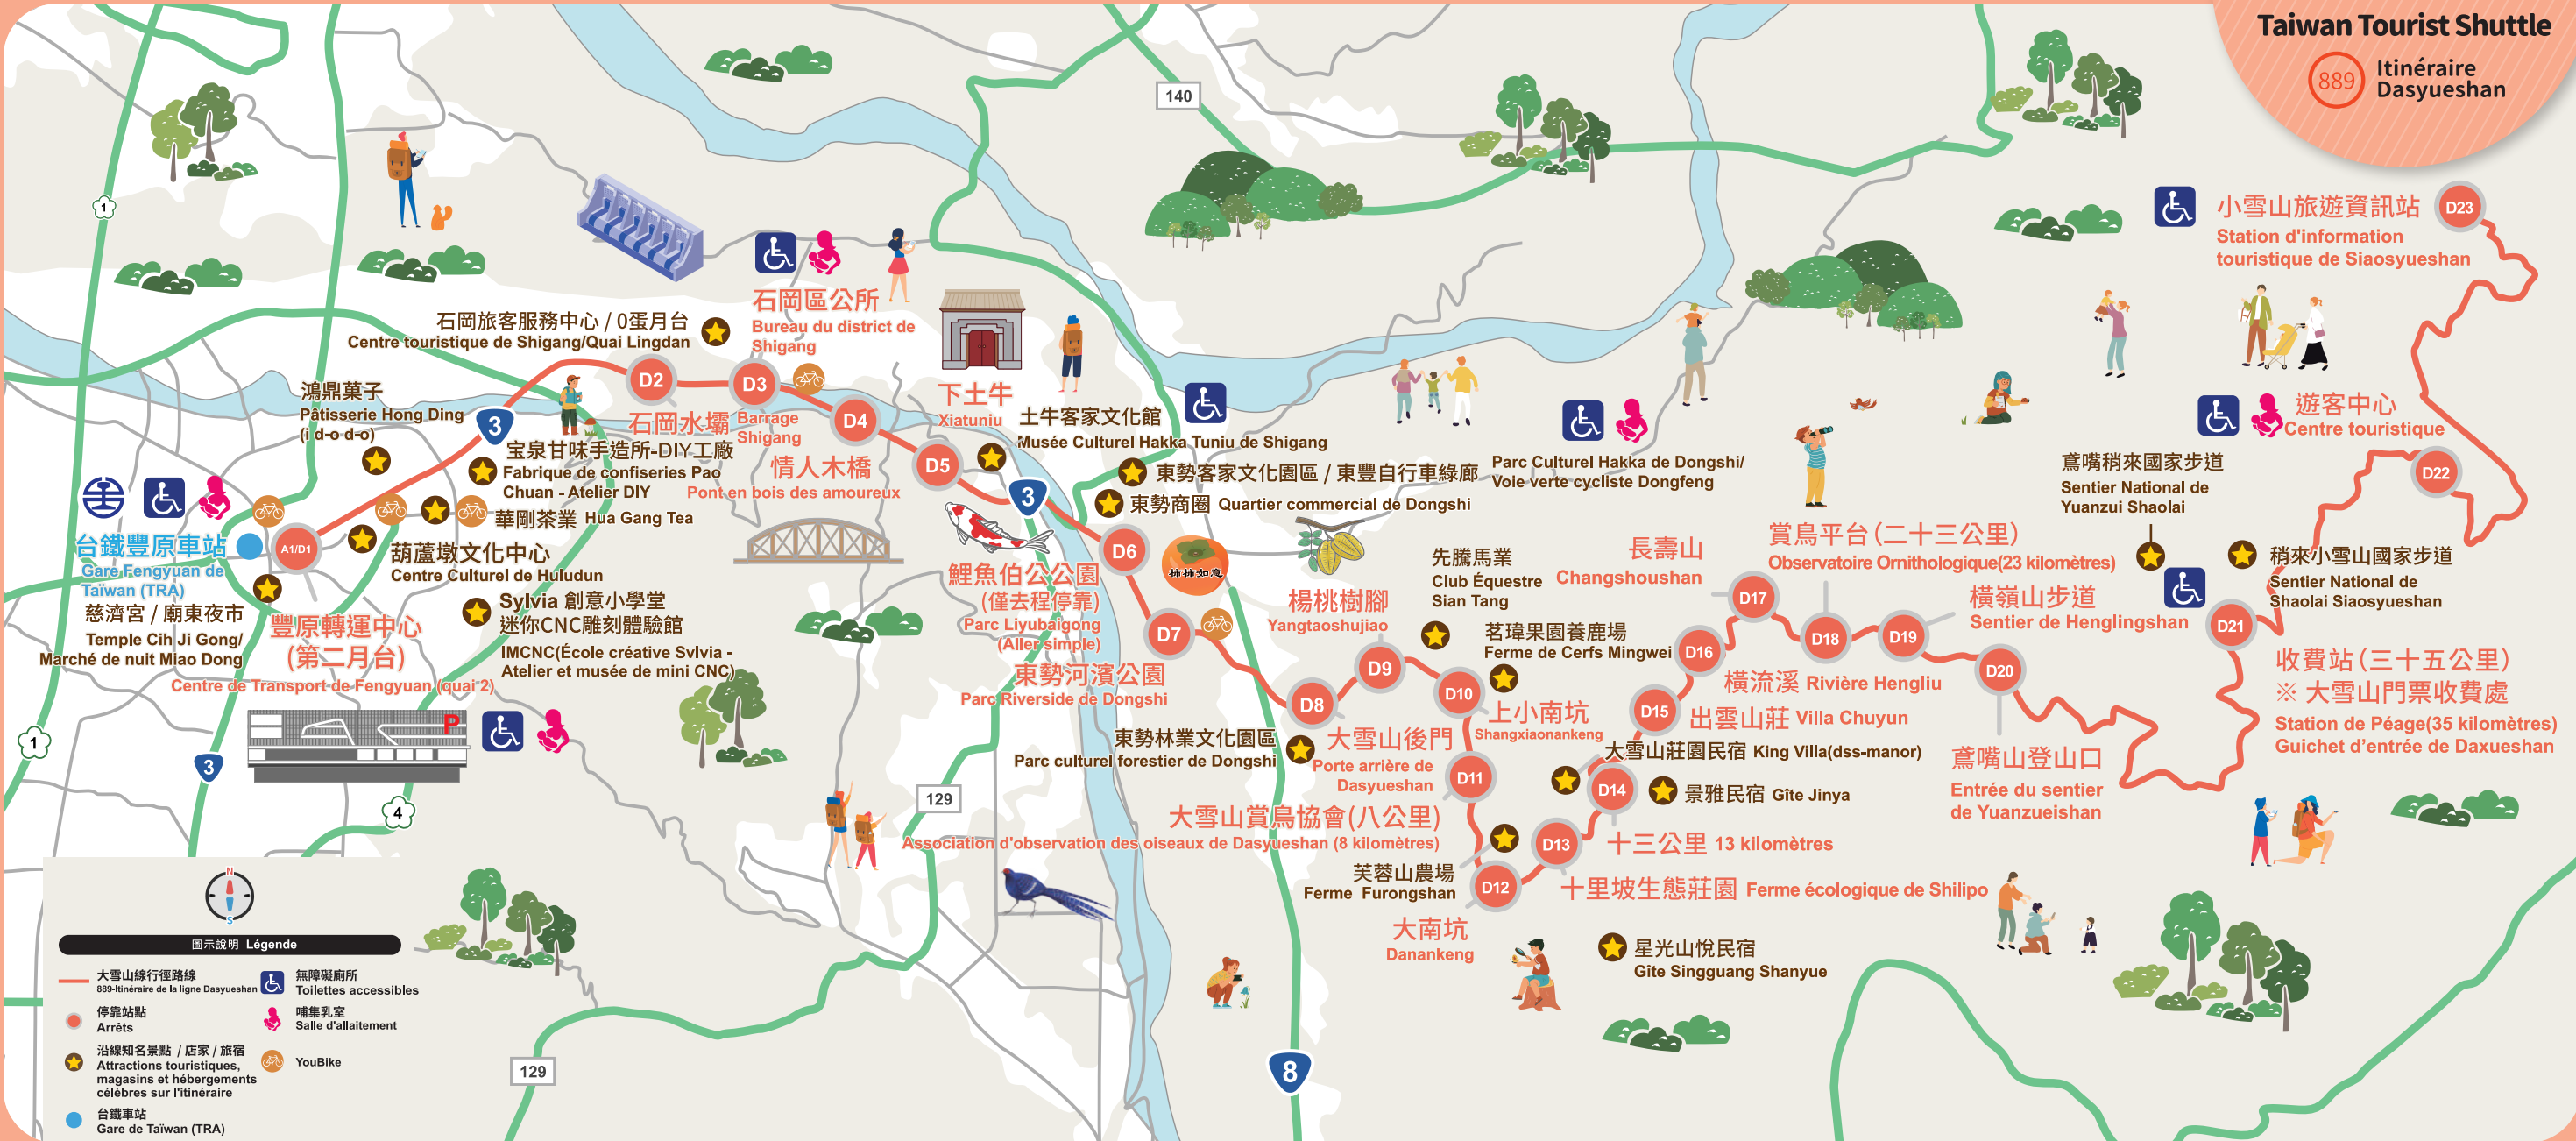 Taiwan Tourist Shuttle
889
Itinéraire
Dasyueshan
140
1
小雪山旅遊資訊站
D23
Station d'information
touristique de Siaosyueshan
石岡區公所
Bureau du district de
Shigang
石岡旅客服務中心 / 0蛋月台
Centre touristique de Shigang/Quai Lingdan
D2
D3
D4
D5
石岡水壩
Barrage
Shigang
下土牛
Xiatuniu
鴻鼎菓子
Pâtisserie Hong Ding
(i d-o d-o)
3
宝泉甘味手造所-DIY工廠
Fabrique de confiseries Pao
Chuan - Atelier DIY
情人木橋
Pont en bois des amoureux
土牛客家文化館
Musée Culturel Hakka Tuniu de Shigang
東勢客家文化園區 / 東豐自行車綠廊
Parc Culturel Hakka de Dongshi/
Voie verte cycliste Dongfeng
東勢商圈 Quartier commercial de Dongshi
3
遊客中心
Centre touristique
D22
鳶嘴稍來國家步道
Sentier National de
Yuanzui Shaolai
華剛茶業 Hua Gang Tea
台鐵豐原車站
Gare Fengyuan de
Taïwan (TRA)
A1/D1
葫蘆墩文化中心
Centre Culturel de Huludun
慈濟宮 / 廟東夜市
Temple Cih Ji Gong/
Marché de nuit Miao Dong
豐原轉運中心
(第二月台)
Centre de Transport de Fengyuan (quai 2)
Sylvia 創意小學堂
迷你CNC雕刻體驗館
IMCNC(École créative Sylvia -
Atelier et musée de mini CNC)
P
D6
柿柿如意
鯉魚伯公公園
(僅去程停靠)
Parc Liyubaigong
(Aller simple)
D7
東勢河濱公園
Parc Riverside de Dongshi
楊桃樹腳
Yangtaoshujiao
D8
D9
D10
先騰馬業
Club Équestre
Sian Tang
茗瑋果園養鹿場
Ferme de Cerfs Mingwei
長壽山
Changshoushan
賞鳥平台（二十三公里）
Observatoire Ornithologique(23 kilomètres)
D16
D17
D18
D19
橫嶺山步道
Sentier de Henglingshan
D20
D21
稍來小雪山國家步道
Sentier National de
Shaolai Siaosyueshan
收費站（三十五公里）
※ 大雪山門票收費處
Station de Péage(35 kilomètres)
Guichet d'entrée de Daxueshan
橫流溪 Rivière Hengliu
D15
出雲山莊 Villa Chuyun
上小南坑
Shangxiaonankeng
東勢林業文化園區
Parc culturel forestier de Dongshi
大雪山後門
Porte arrière de
Dasyueshan
D11
大雪山莊園民宿 King Villa(dss-manor)
D14
景雅民宿 Gîte Jinya
鳶嘴山登山口
Entrée du sentier
de Yuanzueishan
大雪山賞鳥協會(八公里)
Association d'observation des oiseaux de Dasyueshan (8 kilomètres)
D13
十三公里 13 kilomètres
芙蓉山農場
Ferme Furongshan
D12
十里坡生態莊園 Ferme écologique de Shilipo
大南坑
Danankeng
星光山悅民宿
Gîte Singguang Shanyue
1
3
4
129
129
8
N
S
圖示說明 Légende
大雪山線行徑路線
889-Itinéraire de la ligne Dasyueshan
無障礙廁所
Toilettes accessibles
停靠站點
Arrêts
哺集乳室
Salle d'allaitement
沿線知名景點 / 店家 / 旅宿
Attractions touristiques,
magasins et hébergements
célèbres sur l'itinéraire
YouBike
台鐵車站
Gare de Taïwan (TRA)